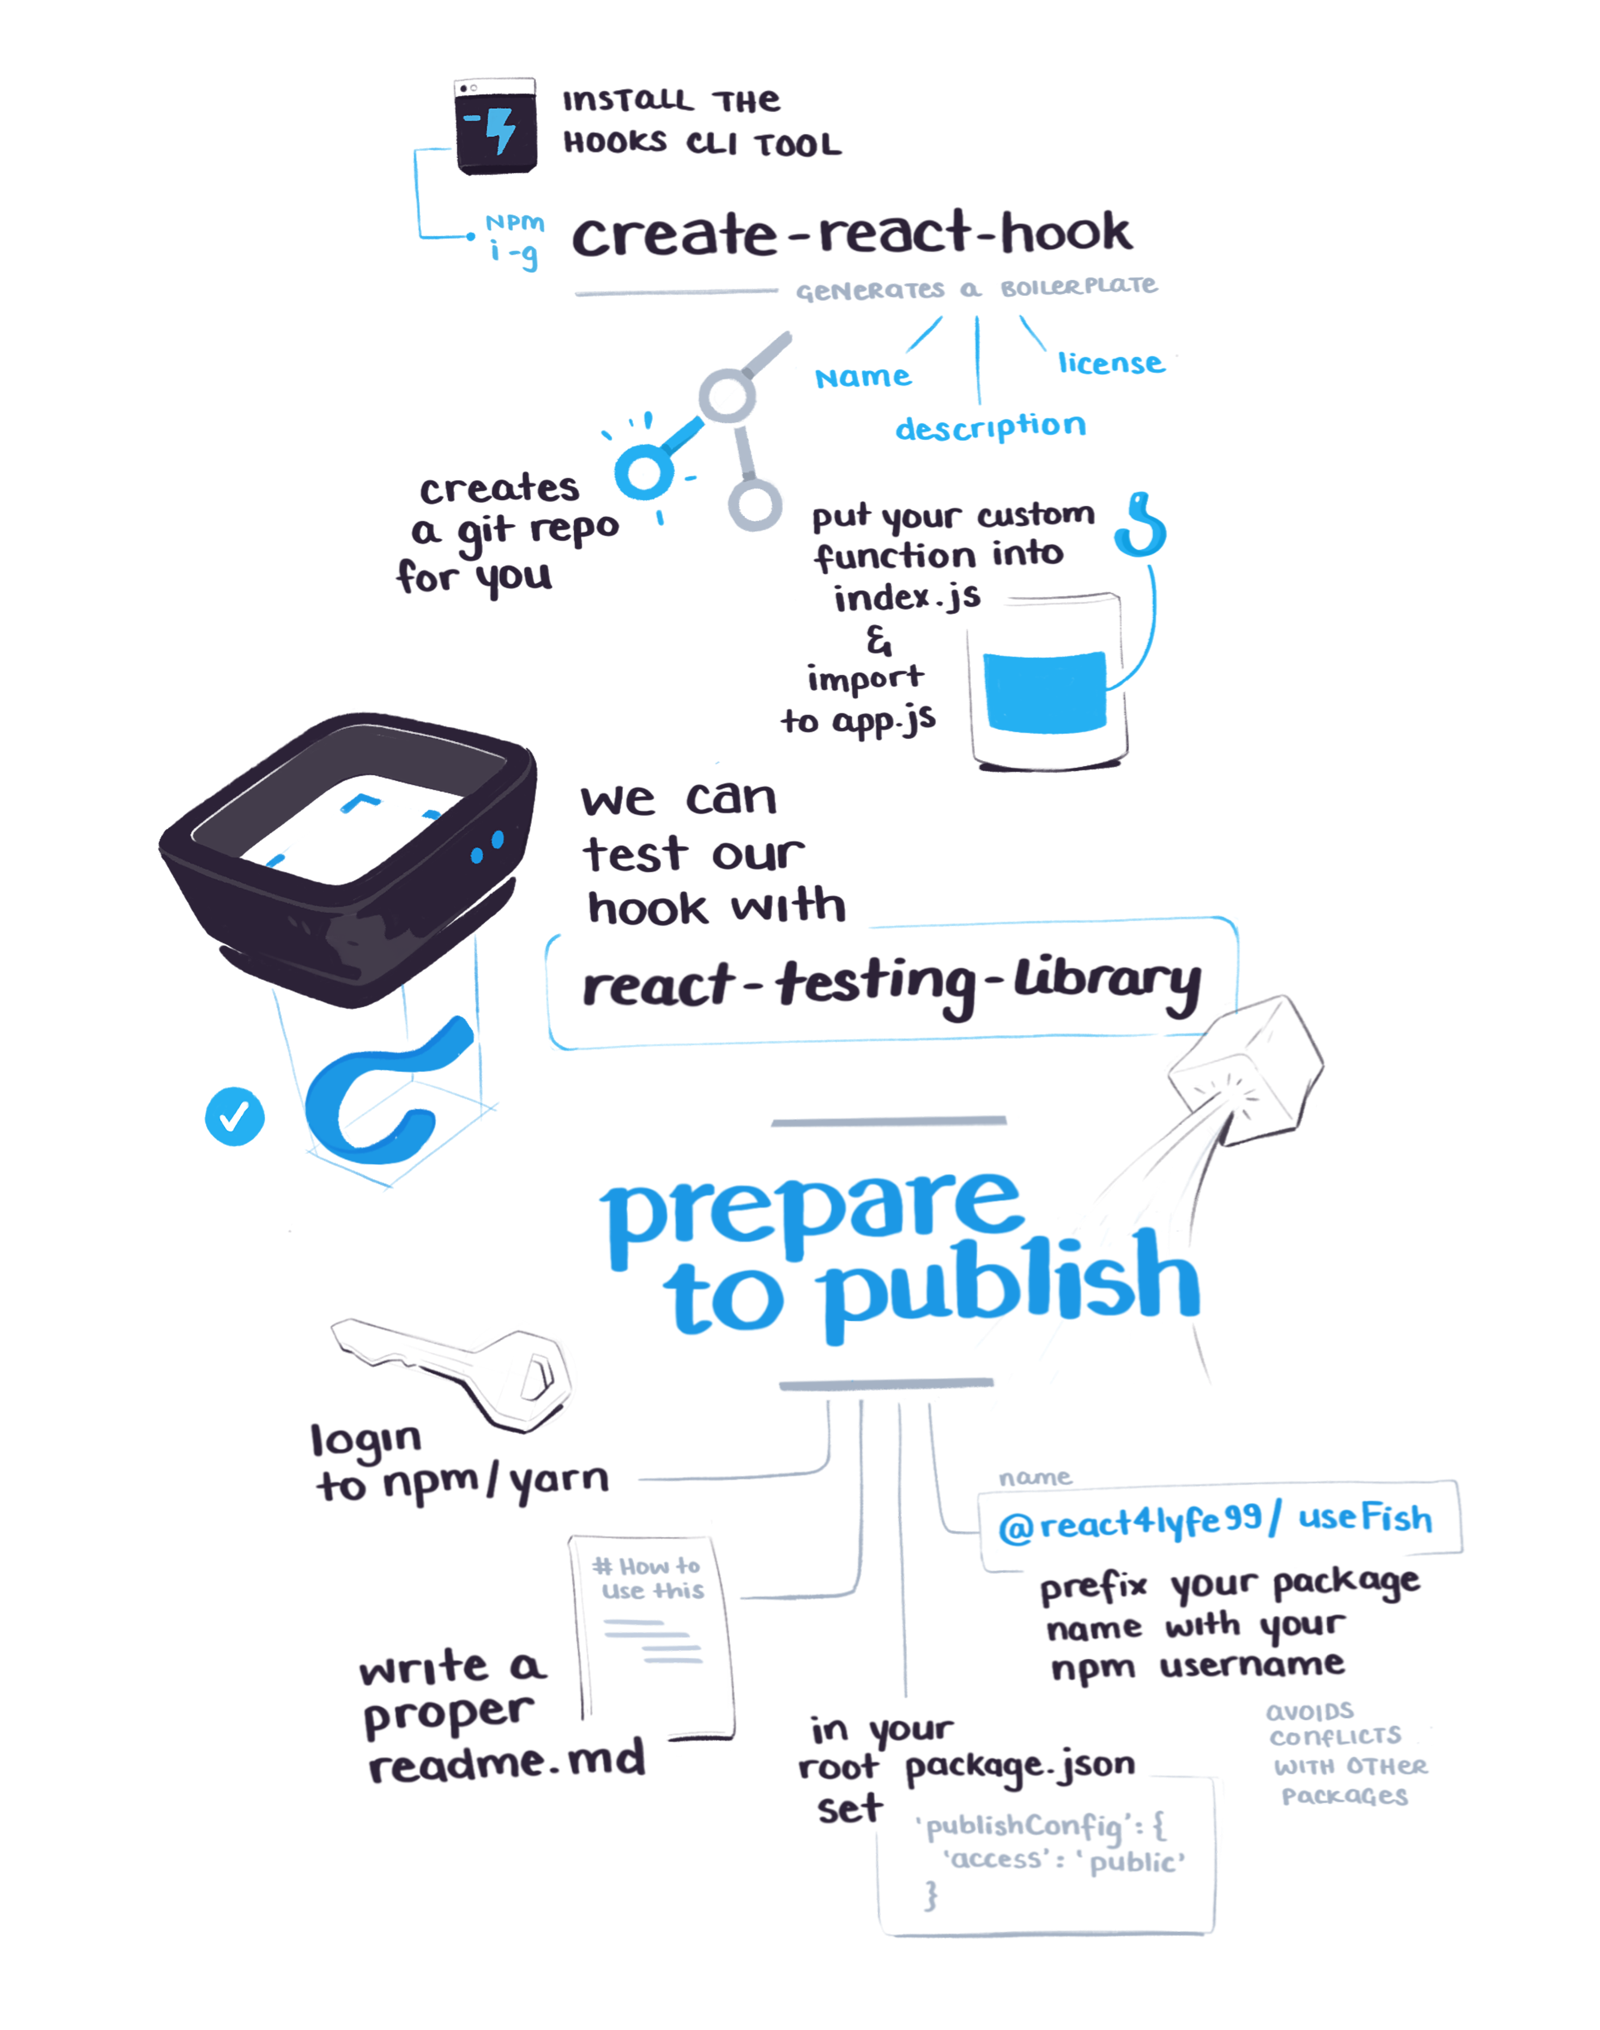 INSTALL THE
HOOKS CLI TOOL
NPM
i -g
create-react-hook
GENERATES a BOILERPLATE
Name
description
license
creates
a git repo
for you
put your custom
function into
index.js
&
import
to app.js
we can
test our
hook with
react-testing-library
prepare
to publish
login
to npm/yarn
# How to
use this
write a
proper
readme.md
in your
root package.json
set
'publishConfig': {
'access': 'public'
}
name
@react4lyfe99/useFish
prefix your package
name with your
npm username
AVOIDS
CONFLICTS
WITH OTHER
PACKAGES